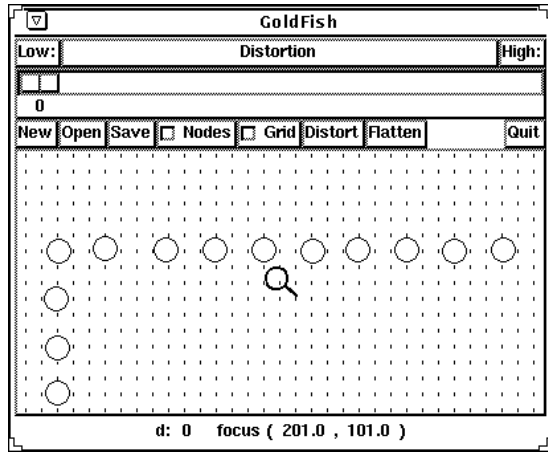 GoldFish
Low: Distortion High:
0
New Open Save Nodes Grid Distort Flatten Quit
d: 0 focus ( 201.0 , 101.0 )